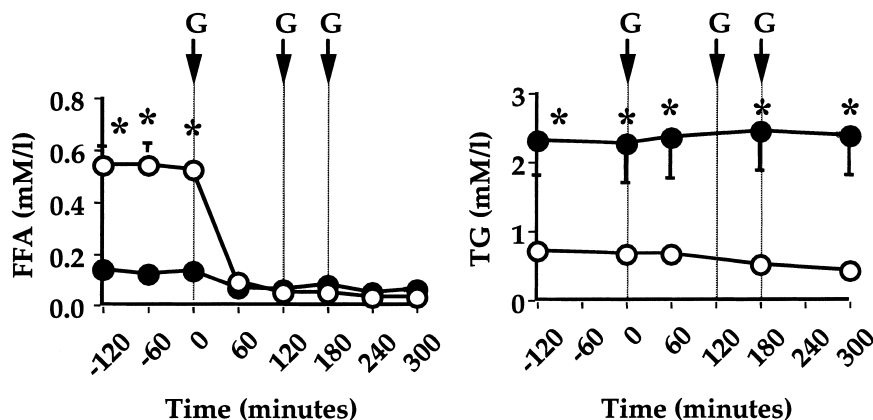 G G G
0.8
0.6
0.4
0.2
0.0
FFA (mM/l)
* * *
-120 -60 0 60 120 180 240 300
Time (minutes)
G G G
3
2
1
0
TG (mM/l)
* * * * *
-120 -60 0 60 120 180 240 300
Time (minutes)